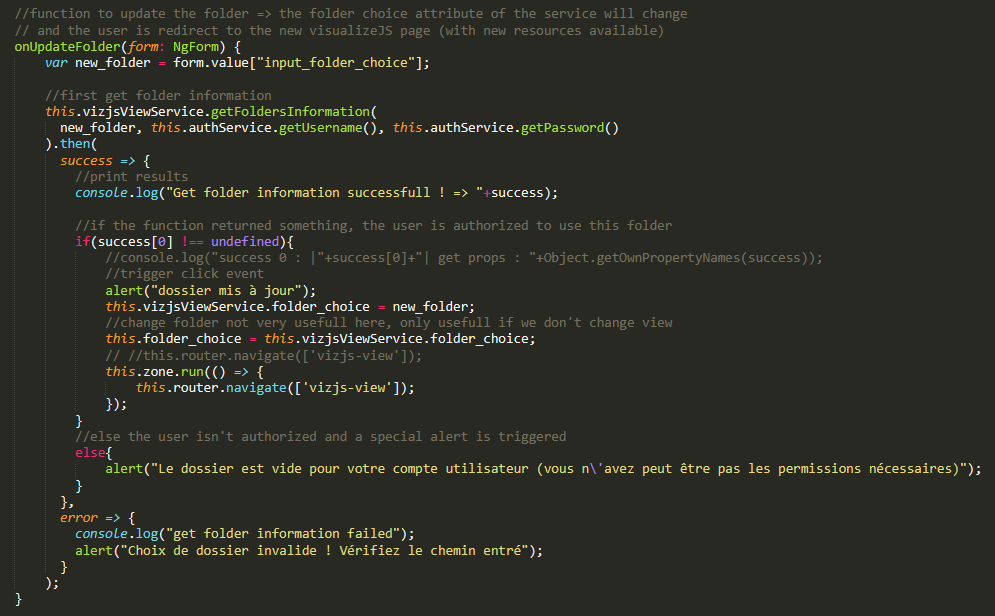 //function to update the folder => the folder choice attribute of the service will change
// and the user is redirect to the new visualizeJS page (with new resources available)
onUpdateFolder(form: NgForm) {
var new_folder = form.value["input_folder_choice"];
//first get folder information
this.vizjsViewService.getFoldersInformation(
new_folder, this.authService.getUsername(), this.authService.getPassword()
).then(
success => {
//print results
console.log("Get folder information successfull ! => "+success);
//if the function returned something, the user is authorized to use this folder
if(success[0] !== undefined){
//console.log("success 0 : |"+success[0]+"| get props : "+Object.getOwnPropertyNames(success));
//trigger click event
alert("dossier mis à jour");
this.vizjsViewService.folder_choice = new_folder;
//change folder not very usefull here, only usefull if we don't change view
this.folder_choice = this.vizjsViewService.folder_choice;
// //this.router.navigate(['vizjs-view']);
this.zone.run(() => {
this.router.navigate(['vizjs-view']);
});
}
//else the user isn't authorized and a special alert is triggered
else{
alert("Le dossier est vide pour votre compte utilisateur (vous n\'avez peut être pas les permissions nécessaires)");
}
},
error => {
console.log("get folder information failed");
alert("Choix de dossier invalide ! Vérifiez le chemin entré");
}
);
}